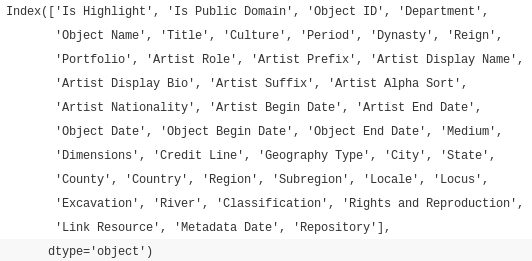 Index(['Is Highlight', 'Is Public Domain', 'Object ID', 'Department',
'Object Name', 'Title', 'Culture', 'Period', 'Dynasty', 'Reign',
'Portfolio', 'Artist Role', 'Artist Prefix', 'Artist Display Name',
'Artist Display Bio', 'Artist Suffix', 'Artist Alpha Sort',
'Artist Nationality', 'Artist Begin Date', 'Artist End Date',
'Object Date', 'Object Begin Date', 'Object End Date', 'Medium',
'Dimensions', 'Credit Line', 'Geography Type', 'City', 'State',
'County', 'Country', 'Region', 'Subregion', 'Locale', 'Locus',
'Excavation', 'River', 'Classification', 'Rights and Reproduction',
'Link Resource', 'Metadata Date', 'Repository'],
dtype='object')